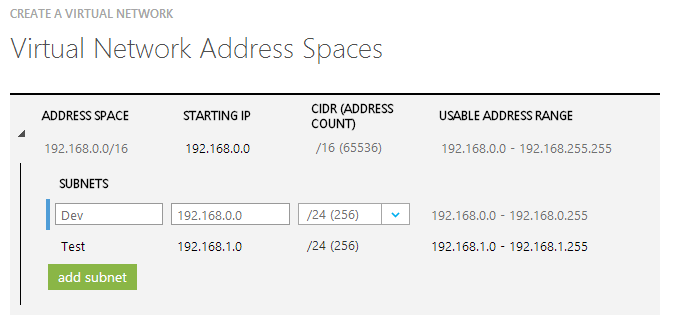 CREATE A VIRTUAL NETWORK
Virtual Network Address Spaces
ADDRESS SPACE STARTING IP CIDR (ADDRESS COUNT) USABLE ADDRESS RANGE
192.168.0.0/16 192.168.0.0 /16 (65536) 192.168.0.0 - 192.168.255.255
SUBNETS
Dev 192.168.0.0 /24 (256) 192.168.0.0 - 192.168.0.255
Test 192.168.1.0 /24 (256) 192.168.1.0 - 192.168.1.255
add subnet